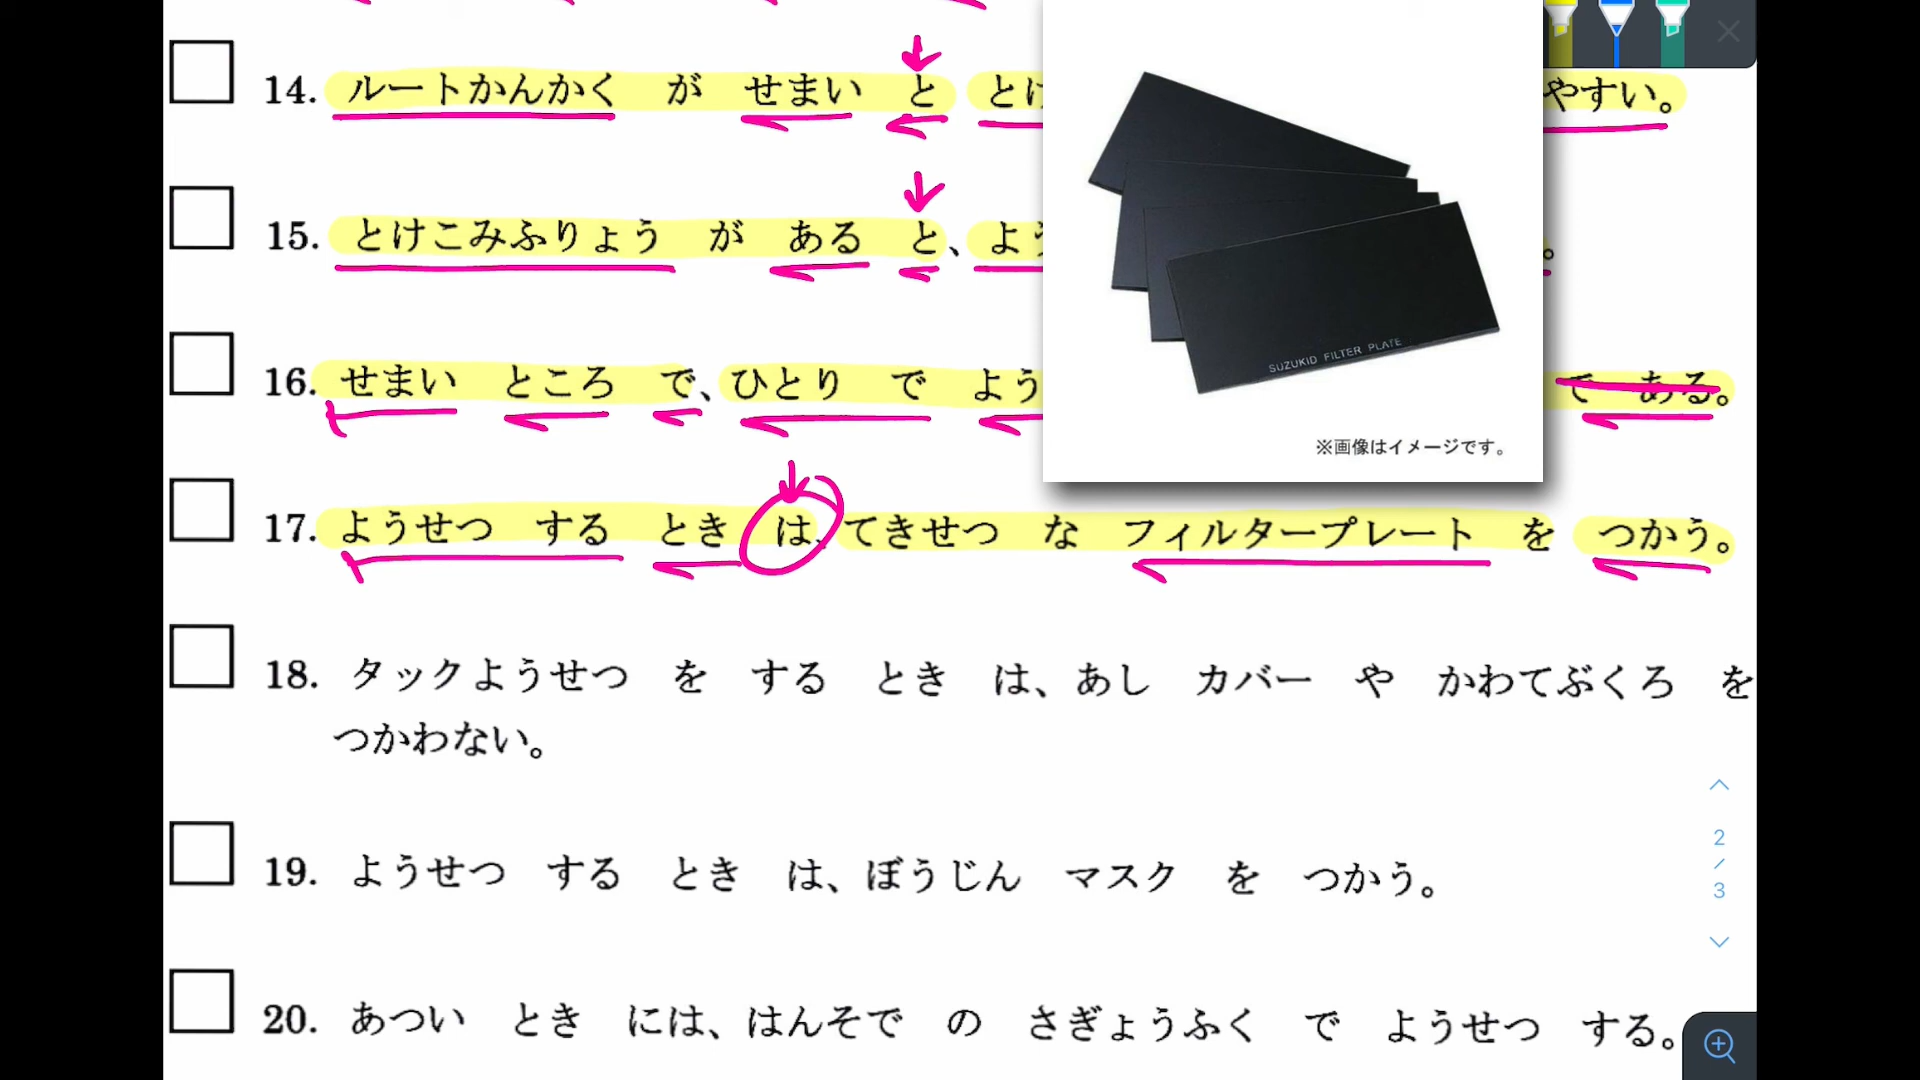 14. ルートかんかく が せまい と とけ やすい。
15. とけこみふりょう が ある と、よう 。
16. せまい ところ で、ひとり で よう で ある。
SUZUKID FILTER PLATE
※画像はイメージです。
17. ようせつ する とき は、てきせつ な フィルタープレート を つかう。
18. タックようせつ を する とき は、あし カバー や かわてぶくろ を
つかわない。
19. ようせつ する とき は、ぼうじん マスク を つかう。
20. あつい とき には、はんそで の さぎょうふく で ようせつ する。
2
/
3